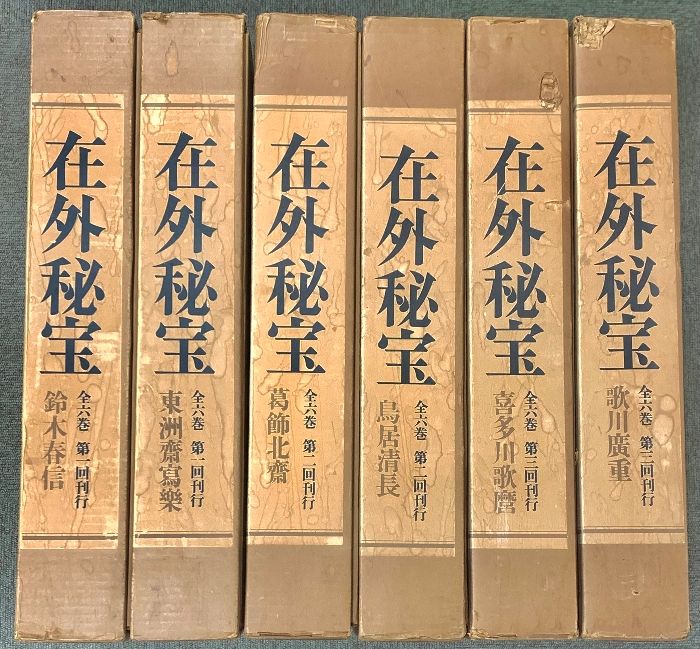 在外秘宝
全六巻 第一回刊行
鈴木春信
在外秘宝
全六巻 第一回刊行
東洲齋寫樂
在外秘宝
全六巻 第二回刊行
葛飾北齋
在外秘宝
全六巻 第二回刊行
鳥居清長
在外秘宝
全六巻 第三回刊行
喜多川歌麿
在外秘宝
全六巻 第三回刊行
歌川廣重